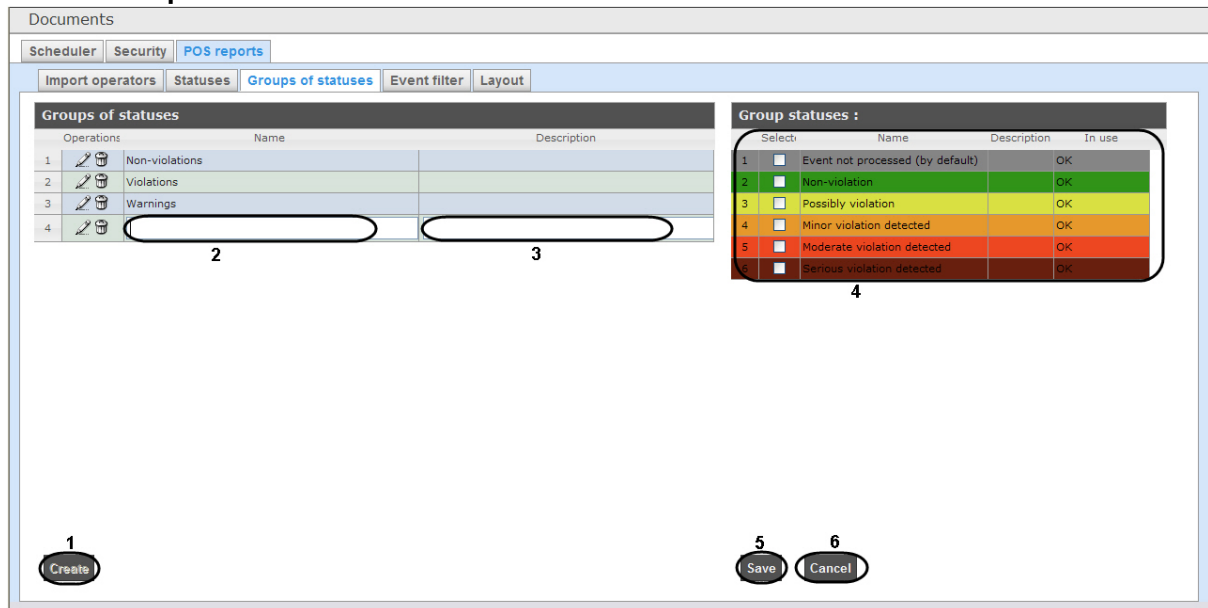 Documents
Scheduler Security POS reports
Import operators Statuses Groups of statuses Event filter Layout
Groups of statuses
Operations Name Description
1 Non-violations
2 Violations
3 Warnings
4
2 3
Group statuses :
Selecti Name Description In use
1 Event not processed (by default) OK
2 Non-violation OK
3 Possibly violation OK
4 Minor violation detected OK
5 Moderate violation detected OK
6 Serious violation detected OK
4
1
Create
5 6
Save Cancel